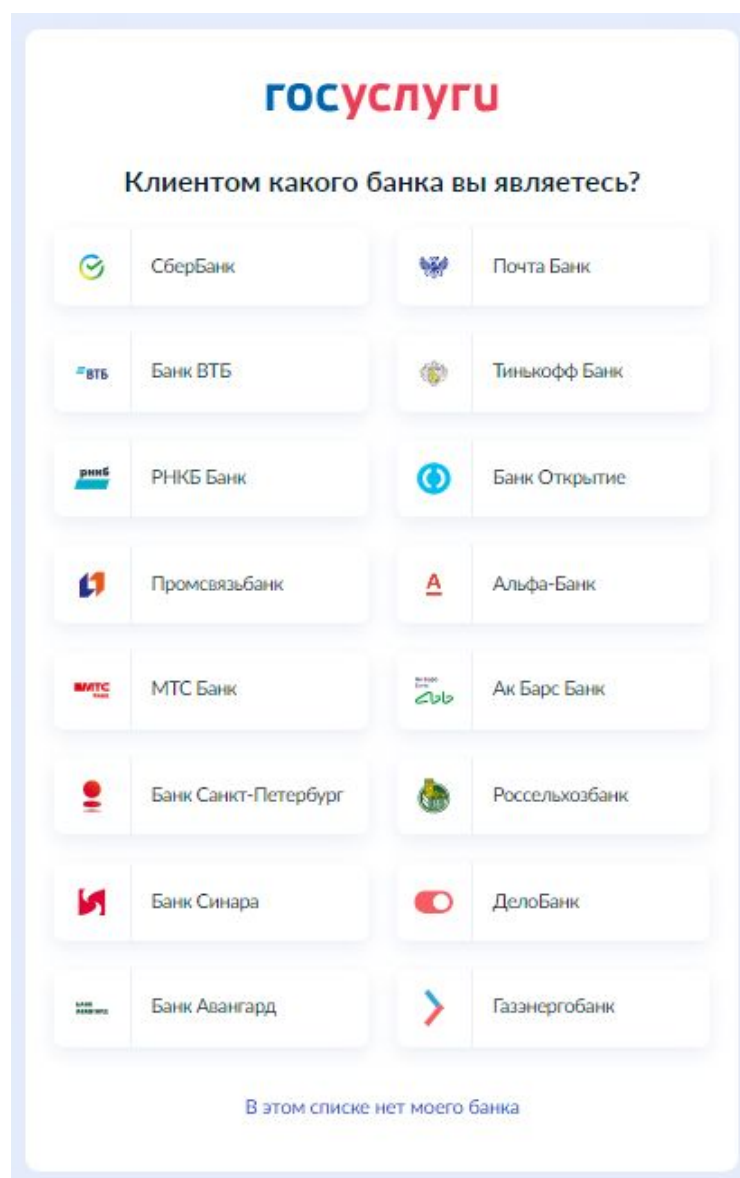 госуслуги
Клиентом какого банка вы являетесь?
СберБанк
Почта Банк
ВТБ
Банк ВТБ
Тинькофф Банк
рнкб
РНКБ Банк
Банк Открытие
Промсвязьбанк
А
Альфа-Банк
МТС
МТС Банк
Ак Барс Банк
Банк Санкт-Петербург
Россельхозбанк
Банк Синара
ДелоБанк
Банк Авангард
Газэнергобанк
В этом списке нет моего банка